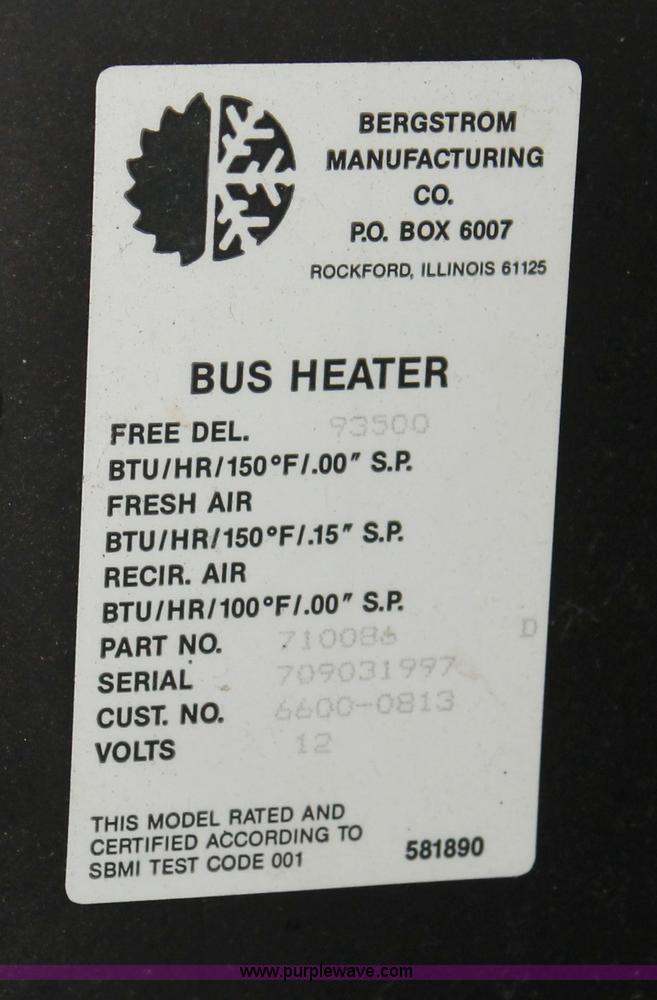 BERGSTROM
MANUFACTURING
CO.
P.O. BOX 6007
ROCKFORD, ILLINOIS 61125
BUS HEATER
FREE DEL. 93500
BTU/HR/150°F/.00" S.P.
FRESH AIR
BTU/HR/150°F/.15" S.P.
RECIR. AIR
BTU/HR/100°F/.00" S.P.
PART NO. 710086 D
SERIAL 709031997
CUST. NO. 6600-0813
VOLTS 12
THIS MODEL RATED AND
CERTIFIED ACCORDING TO
SBMI TEST CODE 001
581890
www.purplewave.com